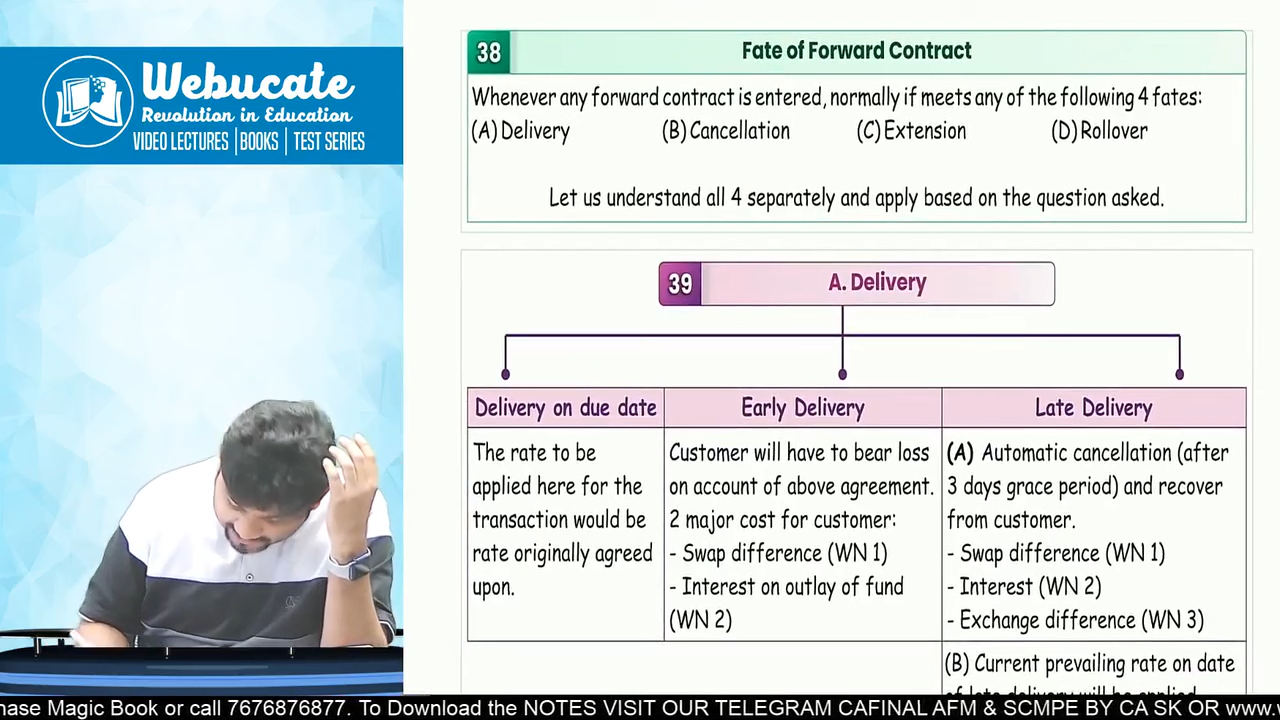 Webucate
Revolution in Education
VIDEO LECTURES | BOOKS | TEST SERIES
38
Fate of Forward Contract
Whenever any forward contract is entered, normally if meets any of the following 4 fates:
(A) Delivery (B) Cancellation (C) Extension (D) Rollover
Let us understand all 4 separately and apply based on the question asked.
39
A. Delivery
Delivery on due date
The rate to be
applied here for the
transaction would be
rate originally agreed
upon.
Early Delivery
Customer will have to bear loss
on account of above agreement.
2 major cost for customer:
- Swap difference (WN 1)
- Interest on outlay of fund
(WN 2)
Late Delivery
(A) Automatic cancellation (after
3 days grace period) and recover
from customer.
- Swap difference (WN 1)
- Interest (WN 2)
- Exchange difference (WN 3)
(B) Current prevailing rate on date
of late delivery will be applied
hase Magic Book or call 7676876877. To Download the NOTES VISIT OUR TELEGRAM CAFINAL AFM & SCMPE BY CA SK OR www.